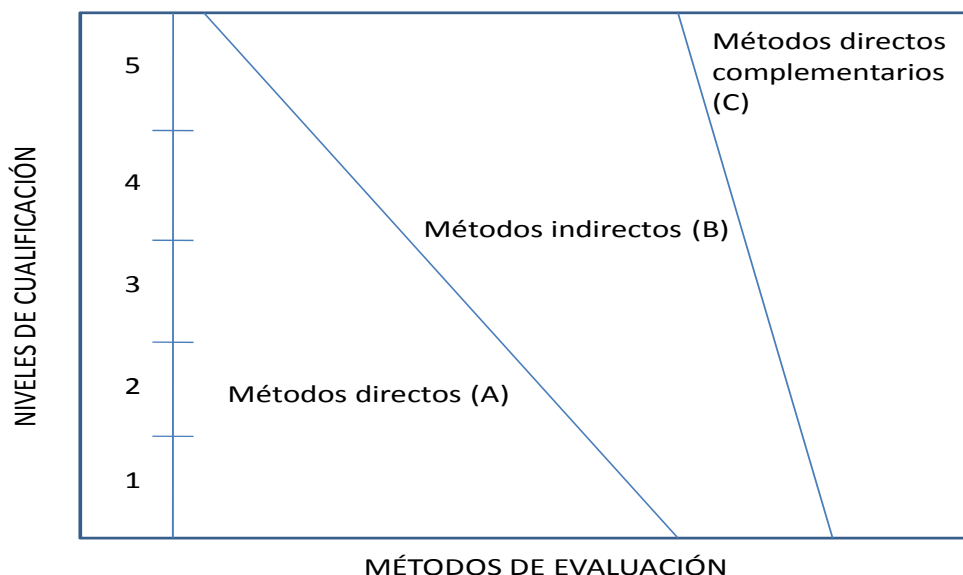 NIVELES DE CUALIFICACIÓN
5
4
3
2
1
Métodos directos
complementarios
(C)
Métodos indirectos (B)
Métodos directos (A)
MÉTODOS DE EVALUACIÓN